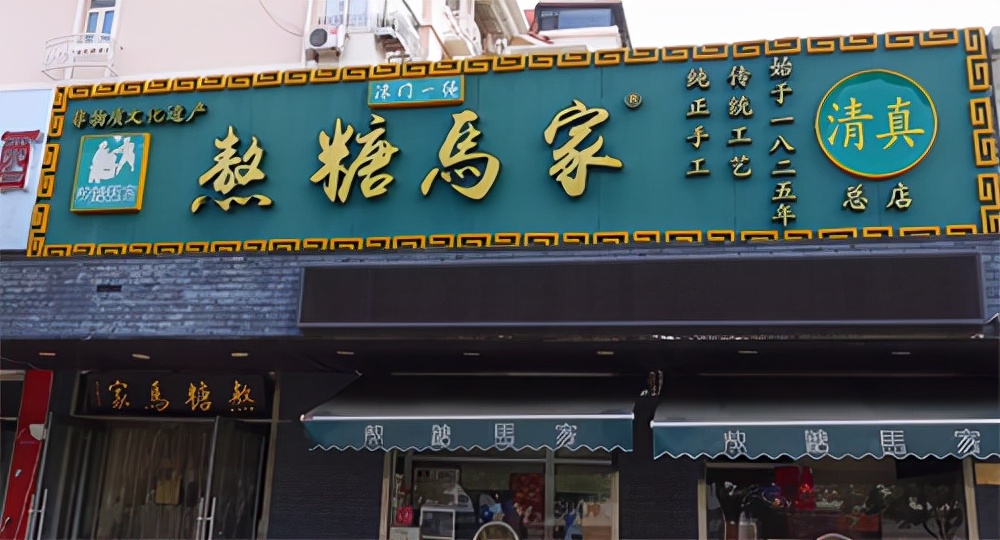 非物质文化遗产
津门一绝
熬糖馬家®
始于一八二五年
传统工艺
纯正手工
清真
总店
熬糖馬家
熬糖馬家
熬糖馬家